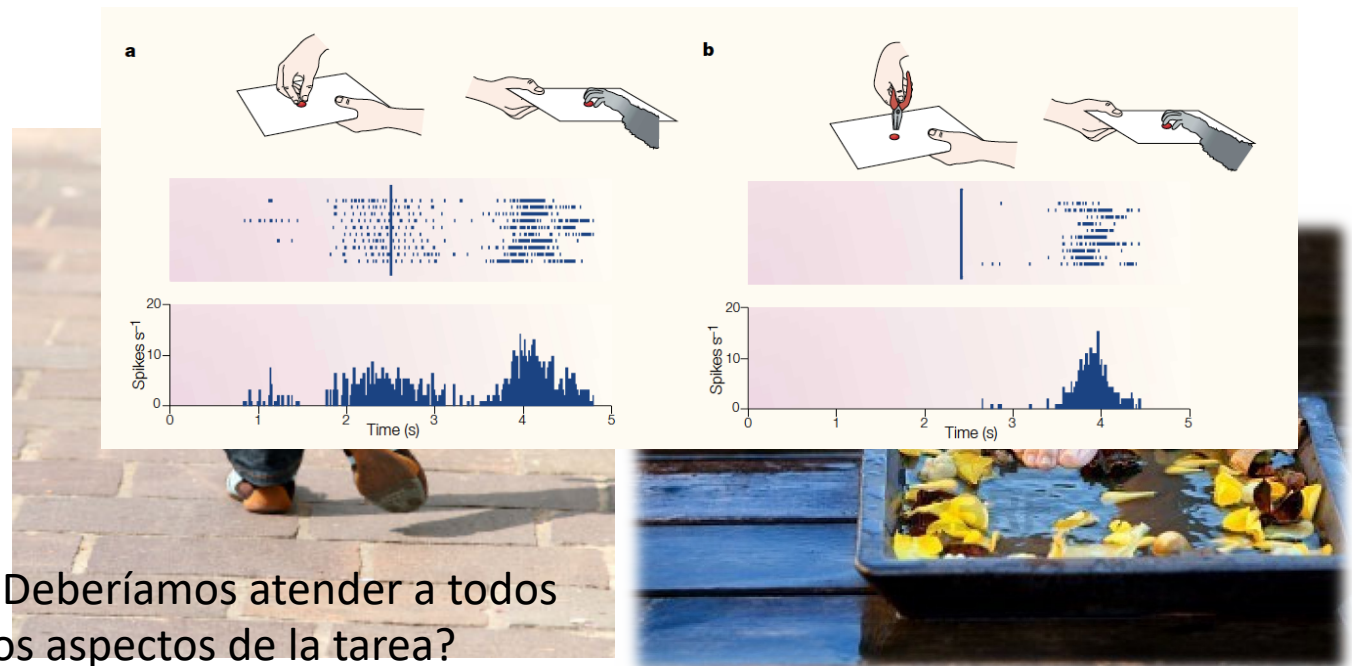 a
b
20
10
0
Spikes s–1
0 1 2 3 4 5
Time (s)
20
10
0
Spikes s–1
0 1 2 3 4 5
Time (s)
Deberíamos atender a todos
os aspectos de la tarea?